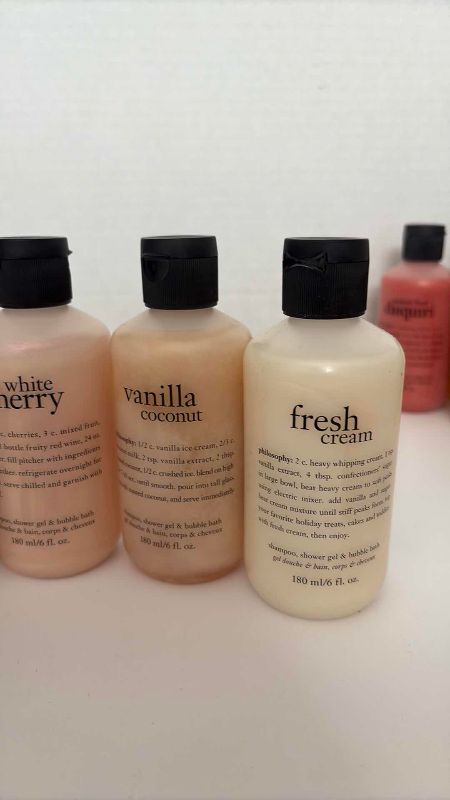 white
herry
c. cherries, 3 c. mixed fruit,
bottle fruity red wine, 24 oz.
fill pitcher with ingredients
refrigerate overnight
serve chilled and garnish with
shampoo, shower gel & bubble bath
douche & bain, corps & cheveux
180 ml/6 fl. oz.
vanilla
coconut
philosophy: 1/2 c. vanilla ice cream, 2/3 c.
milk, 2 tsp. vanilla extract, 2 tbsp.
coconut, 1/2 c. crushed ice. blend on high
until smooth. pour into tall glass.
coconut, and serve immediately.
shampoo, shower gel & bubble bath
douche & bain, corps & cheveux
180 ml/6 fl. oz.
fresh
cream
philosophy: 2 c. heavy whipping cream, 1 tsp
vanilla extract, 4 tbsp. confectioners' sugar
in large bowl, beat heavy cream to soft peaks
using electric mixer. add vanilla and sugar.
beat cream mixture until stiff peaks form. top
your favorite holiday treats, cakes and
with fresh cream, then enjoy.
shampoo, shower gel & bubble bath
gel douche & bain, corps & cheveux
180 ml/6 fl. oz.
daiquiri